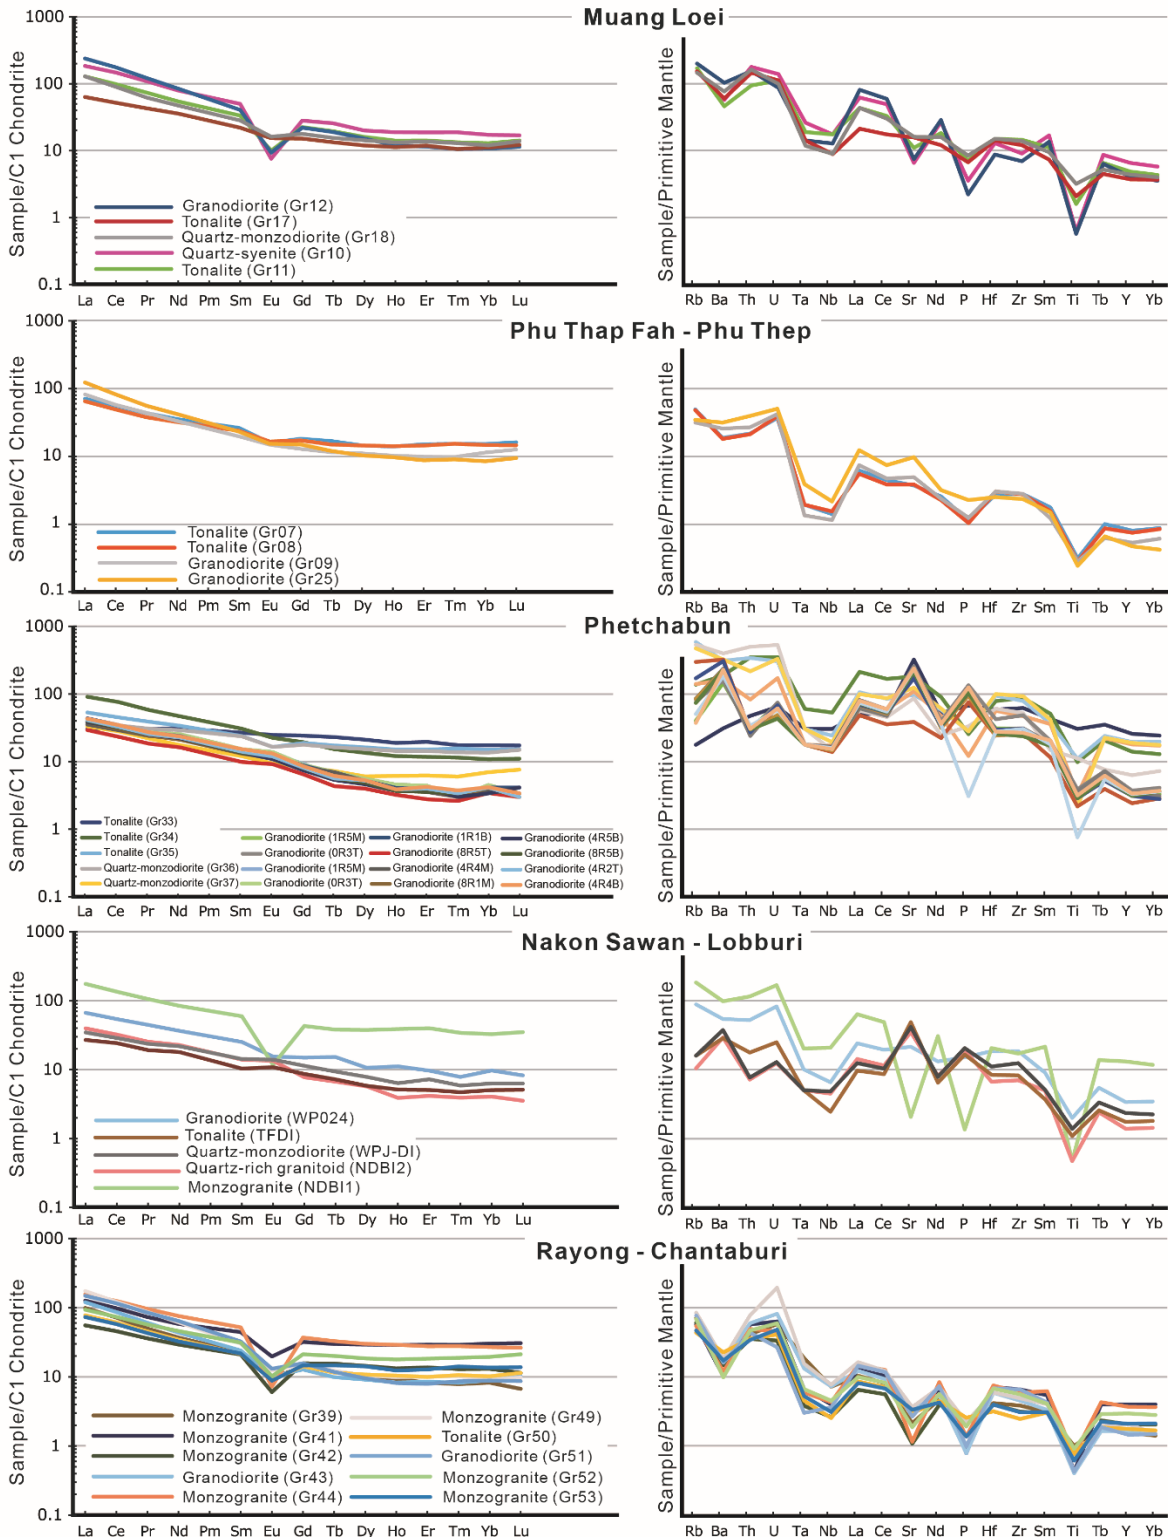 Muang Loei
Sample/C1 Chondrite
1000
100
10
1
0.1
Granodiorite (Gr12)
Tonalite (Gr17)
Quartz-monzodiorite (Gr18)
Quartz-syenite (Gr10)
Tonalite (Gr11)
La Ce Pr Nd Pm Sm Eu Gd Tb Dy Ho Er Tm Yb Lu
Sample/Primitive Mantle
Rb Ba Th U Ta Nb La Ce Sr Nd P Hf Zr Sm Ti Tb Y Yb
Phu Thap Fah - Phu Thep
Sample/C1 Chondrite
1000
100
10
1
0.1
Tonalite (Gr07)
Tonalite (Gr08)
Granodiorite (Gr09)
Granodiorite (Gr25)
La Ce Pr Nd Pm Sm Eu Gd Tb Dy Ho Er Tm Yb Lu
Sample/Primitive Mantle
Rb Ba Th U Ta Nb La Ce Sr Nd P Hf Zr Sm Ti Tb Y Yb
Phetchabun
Sample/C1 Chondrite
1000
100
10
1
0.1
Tonalite (Gr33)
Tonalite (Gr34)
Tonalite (Gr35)
Quartz-monzodiorite (Gr36)
Quartz-monzodiorite (Gr37)
Granodiorite (1R5M)
Granodiorite (0R3T)
Granodiorite (1R5M)
Granodiorite (0R3T)
Granodiorite (1R1B)
Granodiorite (8R5T)
Granodiorite (4R4M)
Granodiorite (8R1M)
Granodiorite (4R5B)
Granodiorite (8R5B)
Granodiorite (4R2T)
Granodiorite (4R4B)
La Ce Pr Nd Pm Sm Eu Gd Tb Dy Ho Er Tm Yb Lu
Sample/Primitive Mantle
Rb Ba Th U Ta Nb La Ce Sr Nd P Hf Zr Sm Ti Tb Y Yb
Nakon Sawan - Lobburi
Sample/C1 Chondrite
1000
100
10
1
0.1
Granodiorite (WP024)
Tonalite (TFDI)
Quartz-monzodiorite (WPJ-DI)
Quartz-rich granitoid (NDBI2)
Monzogranite (NDBI1)
La Ce Pr Nd Pm Sm Eu Gd Tb Dy Ho Er Tm Yb Lu
Sample/Primitive Mantle
Rb Ba Th U Ta Nb La Ce Sr Nd P Hf Zr Sm Ti Tb Y Yb
Rayong - Chantaburi
Sample/C1 Chondrite
1000
100
10
1
0.1
Monzogranite (Gr39)
Monzogranite (Gr41)
Monzogranite (Gr42)
Granodiorite (Gr43)
Monzogranite (Gr44)
Monzogranite (Gr49)
Tonalite (Gr50)
Granodiorite (Gr51)
Monzogranite (Gr52)
Monzogranite (Gr53)
La Ce Pr Nd Pm Sm Eu Gd Tb Dy Ho Er Tm Yb Lu
Sample/Primitive Mantle
Rb Ba Th U Ta Nb La Ce Sr Nd P Hf Zr Sm Ti Tb Y Yb